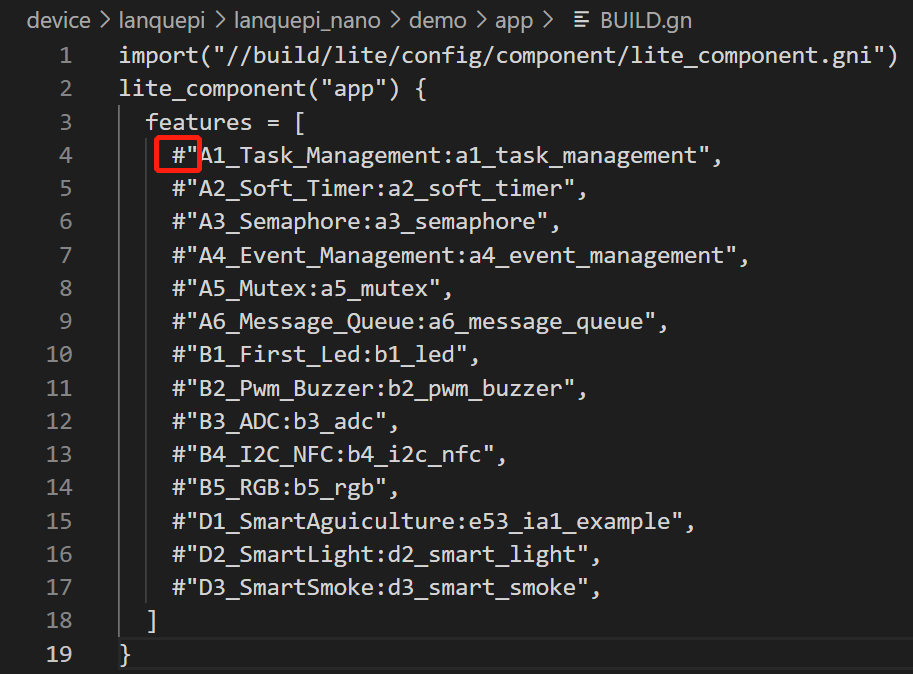 device > lanquepi > lanquepi_nano > demo > app > BUILD.gn
1 import("//build/lite/config/component/lite_component.gni")
2 lite_component("app") {
3 features = [
4 #"A1_Task_Management:a1_task_management",
5 #"A2_Soft_Timer:a2_soft_timer",
6 #"A3_Semaphore:a3_semaphore",
7 #"A4_Event_Management:a4_event_management",
8 #"A5_Mutex:a5_mutex",
9 #"A6_Message_Queue:a6_message_queue",
10 #"B1_First_Led:b1_led",
11 #"B2_Pwm_Buzzer:b2_pwm_buzzer",
12 #"B3_ADC:b3_adc",
13 #"B4_I2C_NFC:b4_i2c_nfc",
14 #"B5_RGB:b5_rgb",
15 #"D1_SmartAguiculture:e53_ia1_example",
16 #"D2_SmartLight:d2_smart_light",
17 #"D3_SmartSmoke:d3_smart_smoke",
18 ]
19 }